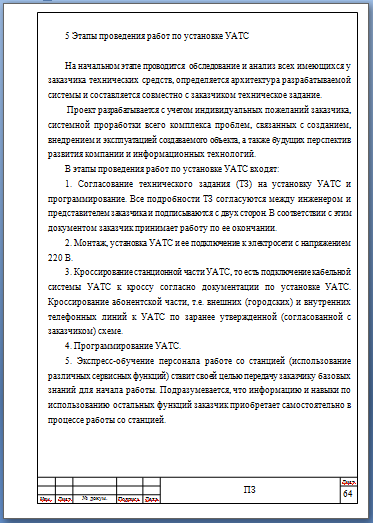 5 Этапы проведения работ по установке УАТС
На начальном этапе проводится обследование и анализ всех имеющихся у
заказчика технических средств, определяется архитектура разрабатываемой
системы и составляется совместно с заказчиком техническое задание.
Проект разрабатывается с учетом индивидуальных пожеланий заказчика,
системной проработки всего комплекса проблем, связанных с созданием,
внедрением и эксплуатацией создаваемого объекта, а также будущих перспектив
развития компании и информационных технологий.
В этапы проведения работ по установке УАТС входят:
1. Согласование технического задания (ТЗ) на установку УАТС и
программирование. Все подробности ТЗ согласуются между инженером и
представителем заказчика и подписываются с двух сторон. В соответствии с этим
документом заказчик принимает работу по ее окончании.
2. Монтаж, установка УАТС и ее подключение к электросети с напряжением
220 В.
3. Кроссирование станционной части УАТС, то есть подключение кабельной
системы УАТС к кроссу согласно документации по установке УАТС.
Кроссирование абонентской части, т.е. внешних (городских) и внутренних
телефонных линий к УАТС по заранее утвержденной (согласованной с
заказчиком) схеме.
4. Программирование УАТС.
5. Экспресс-обучение персонала работе со станцией (использование
различных сервисных функций) ставит своей целью передачу заказчику базовых
знаний для начала работы. Подразумевается, что информацию и навыки по
использованию остальных функций заказчик приобретает самостоятельно в
процессе работы со станцией.
ПЗ
Лист
64
Изм. Лист № докум. Подпись Дата